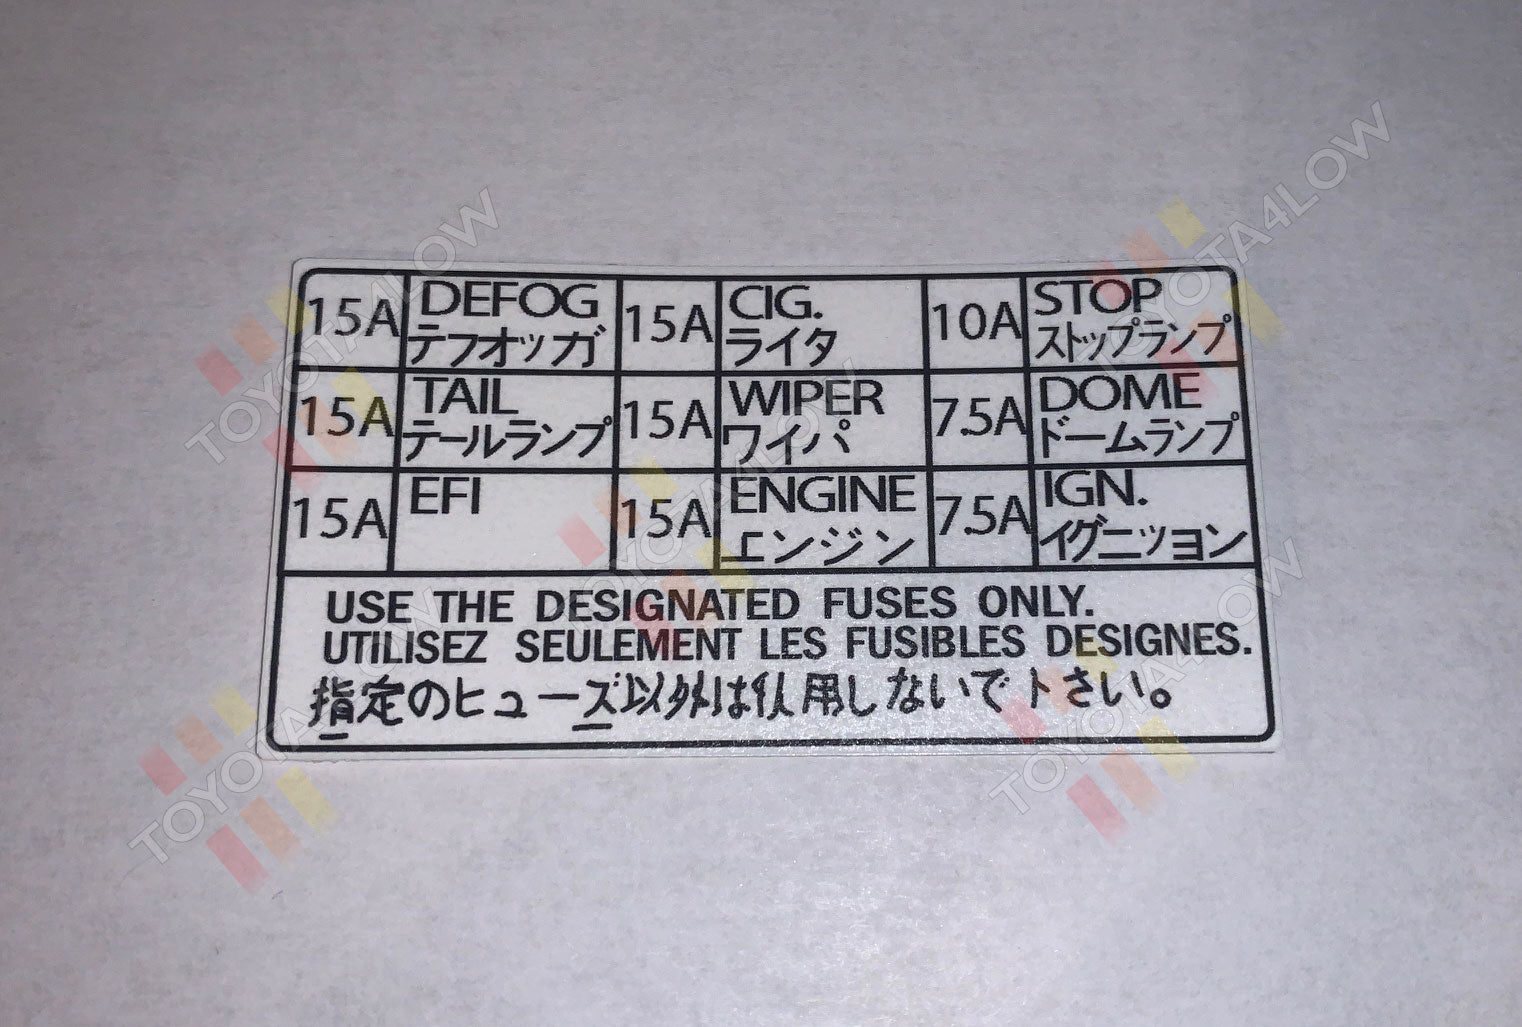 15A DEFOG 15A CIG. 10A STOP
テフオッガ ライタ ストップランプ
15A TAIL 15A WIPER 7.5A DOME
テールランプ ワイパ ドームランプ
15A EFI 15A ENGINE 7.5A IGN.
エンジン イグニッヨン
USE THE DESIGNATED FUSES ONLY.
UTILISEZ SEULEMENT LES FUSIBLES DESIGNES.
指定のヒューズ以外は使用しないで下さい。
TOYOTA4LOW
TOYOTA4LOW
TOYOTA4LOW
TOYOTA4LOW
TOYOTA4LOW